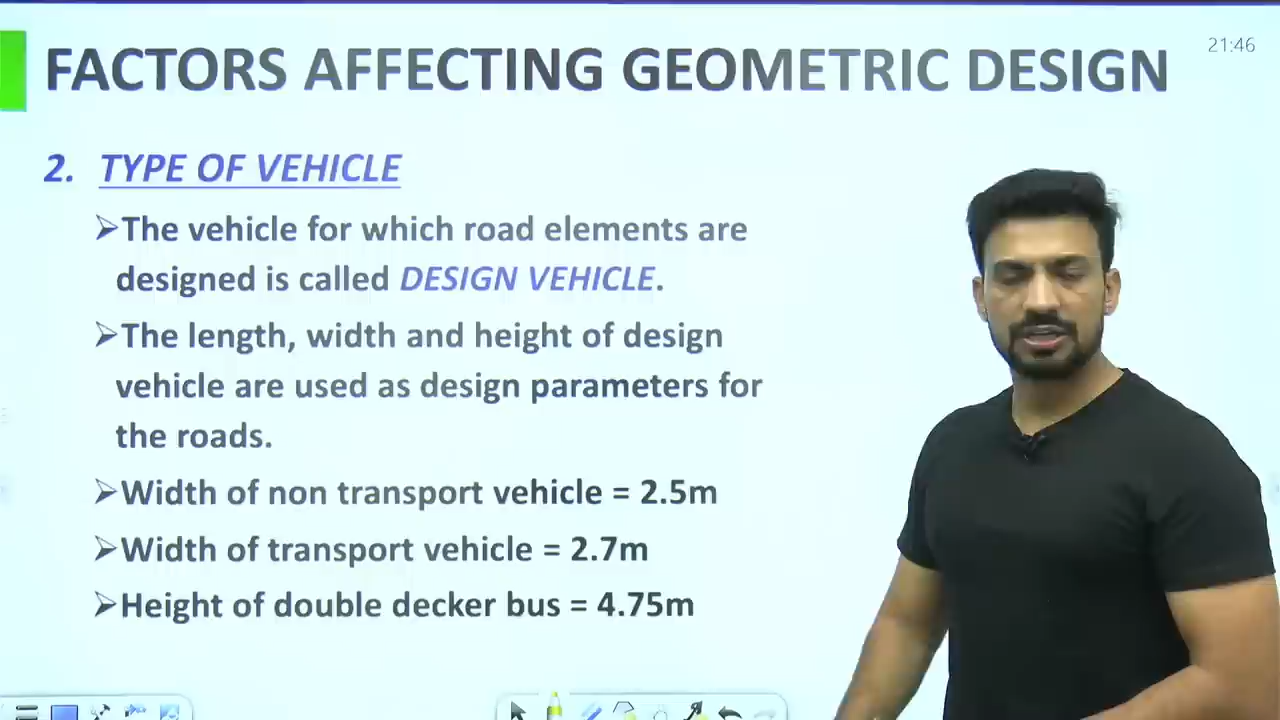 FACTORS AFFECTING GEOMETRIC DESIGN
21:46
2. TYPE OF VEHICLE
➢The vehicle for which road elements are
designed is called DESIGN VEHICLE.
➢The length, width and height of design
vehicle are used as design parameters for
the roads.
➢Width of non transport vehicle = 2.5m
➢Width of transport vehicle = 2.7m
➢Height of double decker bus = 4.75m